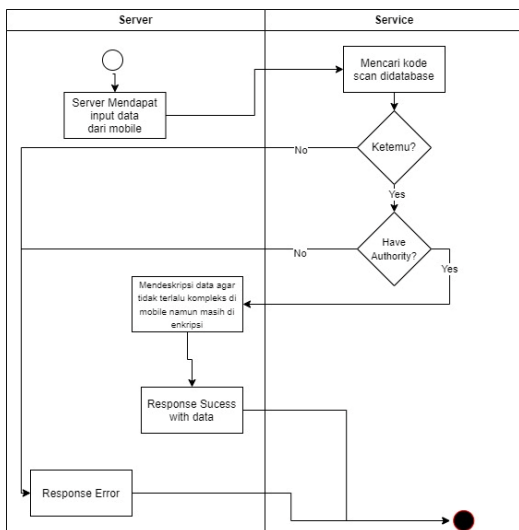 Server
Service
Mencari kode
scan didatabase
Server Mendapat
input data
dari mobile
Ketemu?
No
Yes
Have
Authority?
No
Yes
Mendeskripsi data agar
tidak terlalu kompleks di
mobile namun masih di
enkripsi
Response Sucess
with data
Response Error